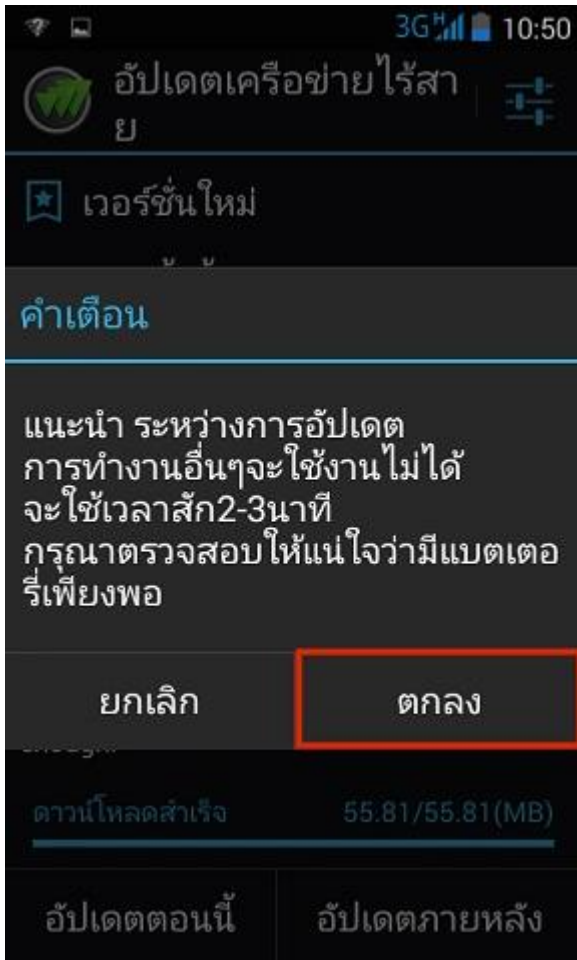 3G H 10:50
อัปเดตเครือข่ายไร้สา
ย
เวอร์ชั่นใหม่
คำเตือน
แนะนำ ระหว่างการอัปเดต
การทำงานอื่นๆจะใช้งานไม่ได้
จะใช้เวลาสัก2-3นาที
กรุณาตรวจสอบให้แน่ใจว่ามีแบตเตอ
รี่เพียงพอ
ยกเลิก ตกลง
ดาวน์โหลดสำเร็จ 55.81/55.81(MB)
อัปเดตตอนนี้ อัปเดตภายหลัง